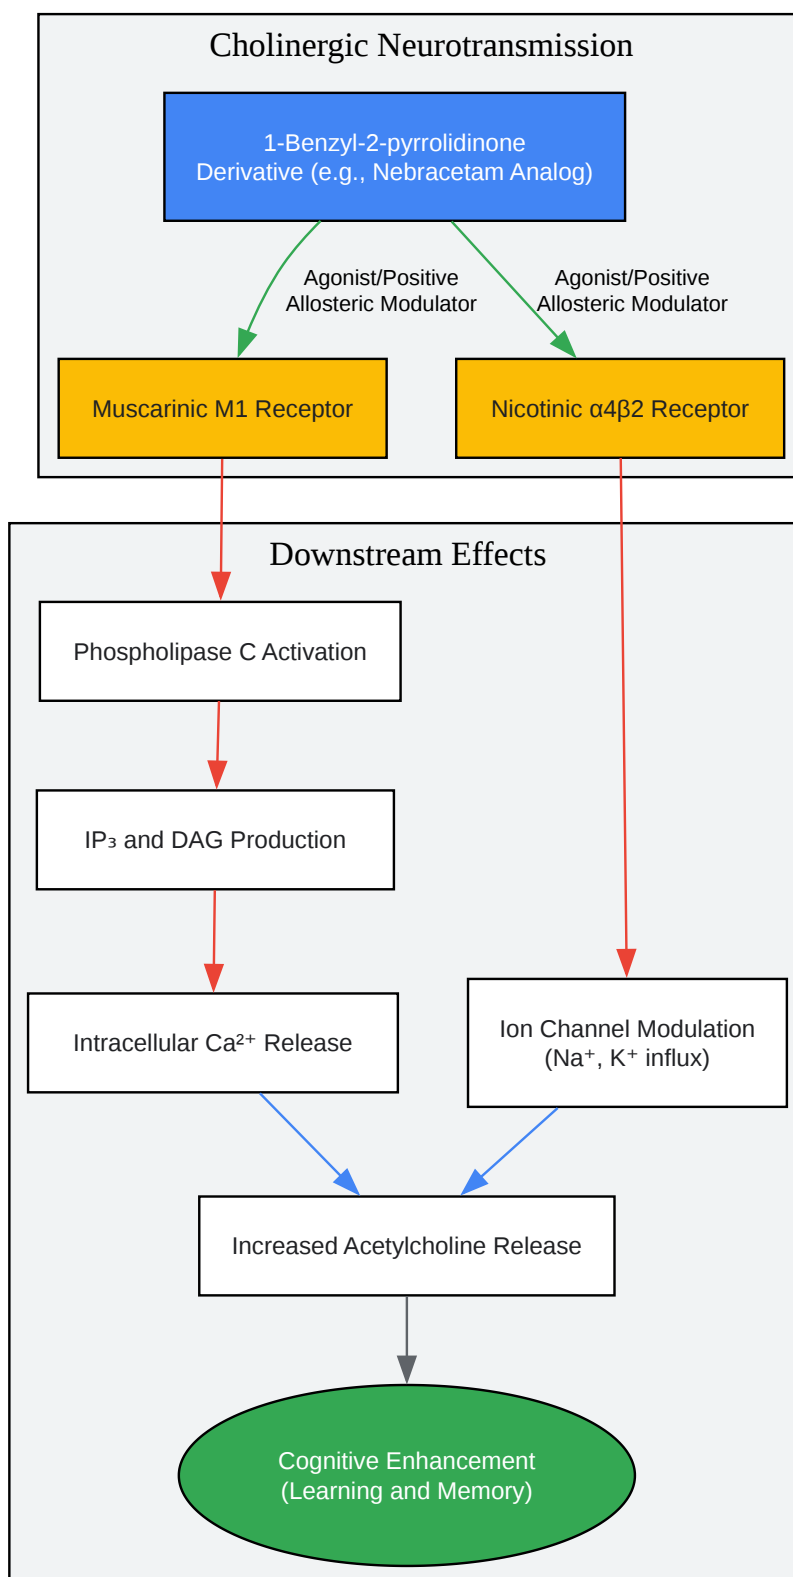 Cholinergic Neurotransmission
1-Benzyl-2-pyrrolidinone
Derivative (e.g., Nebracetam Analog)
Agonist/Positive
Allosteric Modulator
Agonist/Positive
Allosteric Modulator
Muscarinic M1 Receptor
Nicotinic α4β2 Receptor
Downstream Effects
Phospholipase C Activation
IP₃ and DAG Production
Intracellular Ca²⁺ Release
Ion Channel Modulation
(Na⁺, K⁺ influx)
Increased Acetylcholine Release
Cognitive Enhancement
(Learning and Memory)